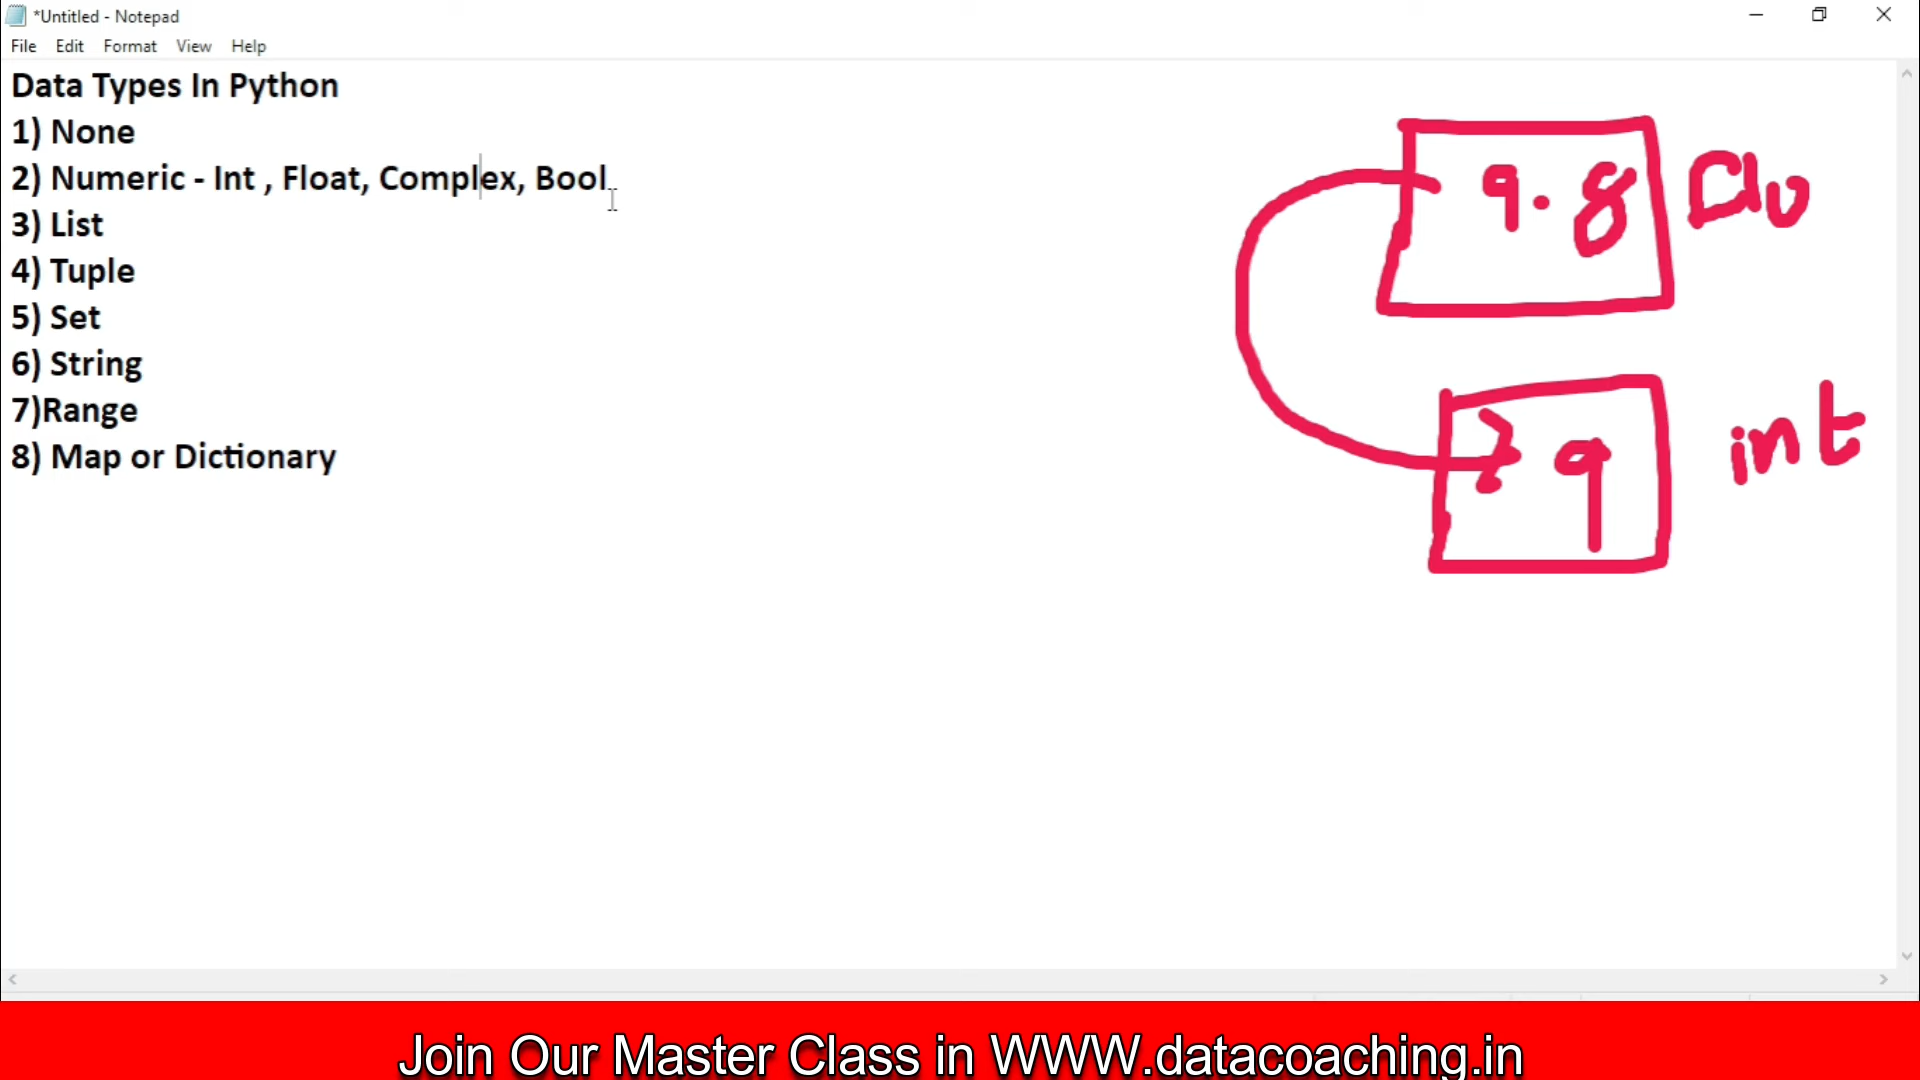 *Untitled - Notepad
File Edit Format View Help
Data Types In Python
1) None
2) Numeric - Int , Float, Complex, Bool
3) List
4) Tuple
5) Set
6) String
7)Range
8) Map or Dictionary
9.8
9
int
Join Our Master Class in WWW.datacoaching.in